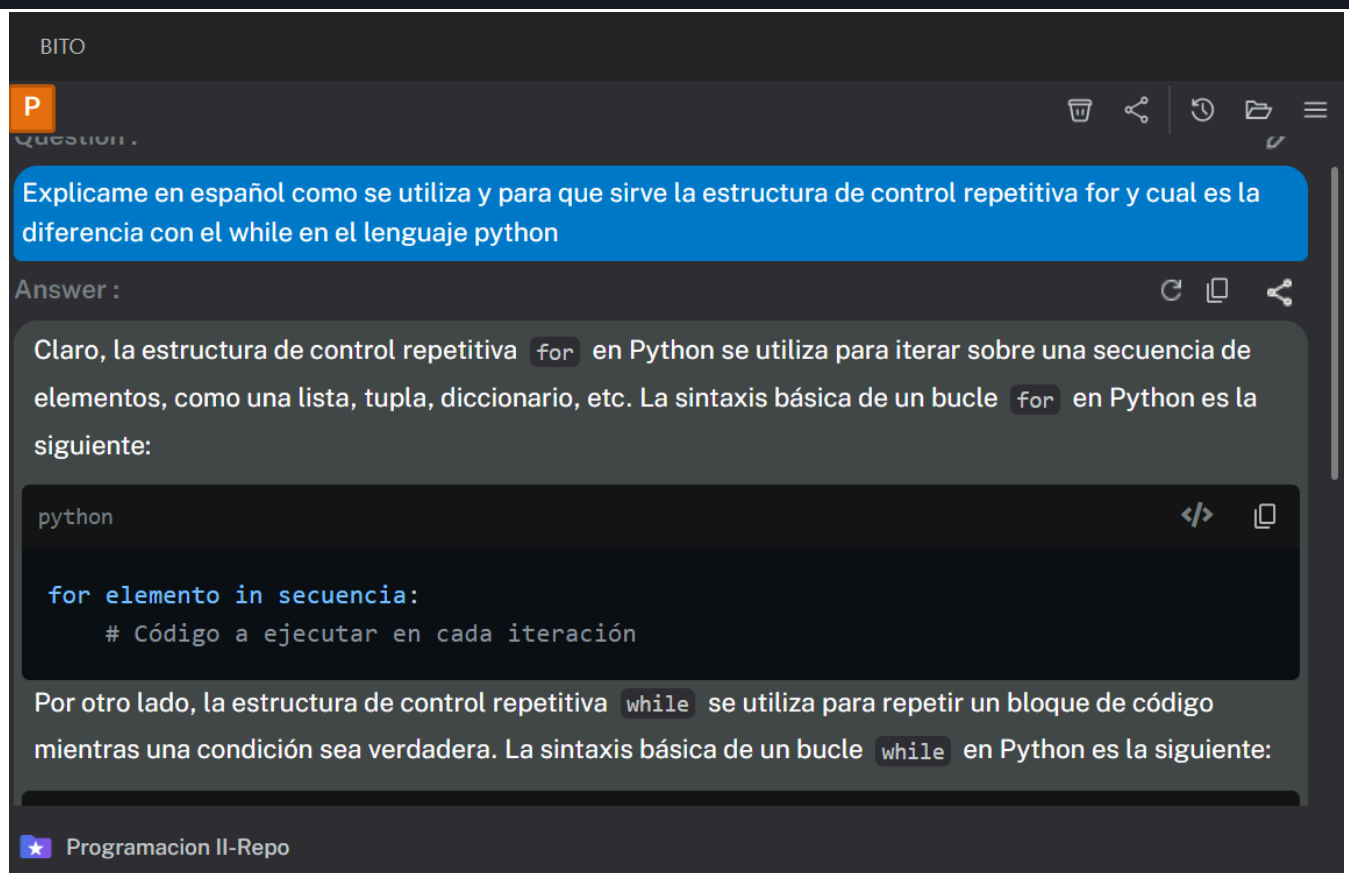 BITO
P
Question :
Explicame en español como se utiliza y para que sirve la estructura de control repetitiva for y cual es la
diferencia con el while en el lenguaje python
Answer :
Claro, la estructura de control repetitiva for en Python se utiliza para iterar sobre una secuencia de
elementos, como una lista, tupla, diccionario, etc. La sintaxis básica de un bucle for en Python es la
siguiente:
python
</>
for elemento in secuencia:
    # Código a ejecutar en cada iteración
Por otro lado, la estructura de control repetitiva while se utiliza para repetir un bloque de código
mientras una condición sea verdadera. La sintaxis básica de un bucle while en Python es la siguiente:
Programacion II-Repo